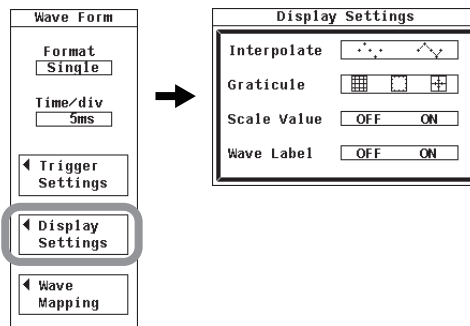 Wave Form
Format
Single
Time/div
5ms
Trigger
Settings
Display
Settings
Wave
Mapping
Display Settings
Interpolate
Graticule
Scale Value OFF ON
Wave Label OFF ON